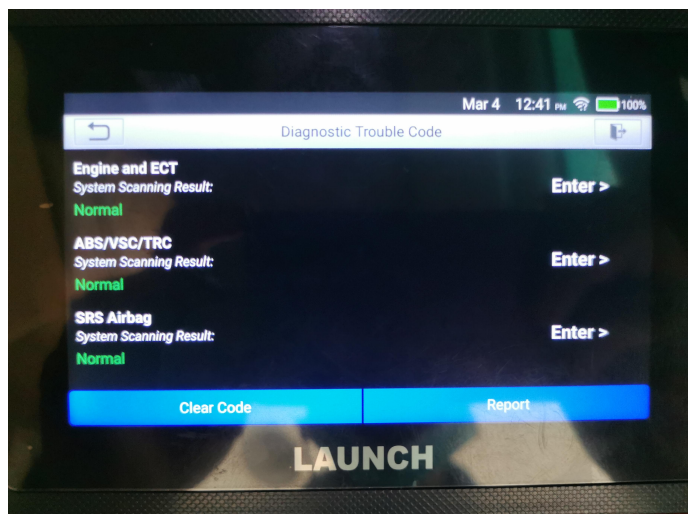 Mar 4 12:41 PM 100%
Diagnostic Trouble Code
Engine and ECT
System Scanning Result:
Enter >
Normal
ABS/VSC/TRC
System Scanning Result:
Enter >
Normal
SRS Airbag
System Scanning Result:
Enter >
Normal
Clear Code
Report
LAUNCH